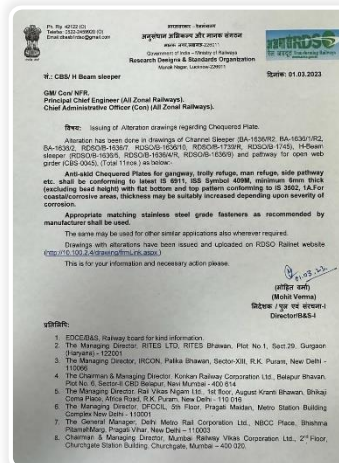 Ph. Fax 42122 (O)
Telefax: 0522-2458500 (O)
भारत सरकार - रेल मंत्रालय
अनुसंधान अभिकल्प और मानक संगठन
मानक नगर, लखनऊ-226011
Government of India – Ministry of Railways
Research Designs & Standards Organization
Manak Nagar, Lucknow-226011
RDSO
सं.: CBS/ H Beam sleeper
दिनांक: 01.03.2023
GM/ Con/ NFR.
Principal Chief Engineer (All Zonal Railways).
Chief Administrative Officer (Con) (All Zonal Railways).
विषय: Issuing of Alteration drawings regarding Chequered Plate.
Alteration has been done in drawings of Channel Sleeper (BA-1636/R2, BA-1636/1/R2,
BA-1636/2, RDSO/B-1636/7, RDSO/B-1636/10, RDSO/B-1739/R, RDSO/B-1745), H-Beam
sleeper (RDSO/B-1636/5, RDSO/B-1636/4/R, RDSO/B-1636/9) and pathway for open web
girder (CBS-0045), (Total 11nos.) as below:-
Anti-skid Chequered Plates for gangway, trolly refuge, man refuge, side pathway
etc. shall be conforming to latest IS 6911, ISS Symbol 409M, minimum 6mm thick
(excluding bead height) with flat bottom and top pattern conforming to IS 3502, 1A.For
coastal/corrosive areas, thickness may be suitably increased depending upon severity of
corrosion.
Appropriate matching stainless steel grade fasteners as recommended by
manufacturer shall be used.
The same may be used for other similar applications also wherever required.
Drawings with alterations have been issued and uploaded on RDSO Railnet website
(http://10.100.2.4/drawing/frmLink.aspx.)
This is for your information and necessary action please.
01.03.23
(मोहित वर्मा)
(Mohit Verma)
निदेशक / पुल एवं संरचना-I
Director/B&S-I
प्रतिलिपि:
1. EDCE/B&S, Railway board for kind information.
2. The Managing Director, RITES LTD, RITES Bhawan, Plot No.1, Sect.29, Gurgaon
(Haryana) - 122001
3. The Managing Director, IRCON, Palika Bhawan, Sector-XIII, R.K. Puram, New Delhi -
110066
4. The Chairman & Managing Director, Konkan Railway Corporation Ltd., Belapur Bhavan,
Plot No. 6, Sector-II CBD Belapur, Navi Mumbai - 400 614
5. The Managing Director, Rail Vikas Nigam Ltd., 1st floor, August Kranti Bhawan, Bhikaji
Coma Place, Africa Road, R.K. Puram, New Delhi - 110 016
6. The Managing Director, DFCCIL, 5th Floor, Pragati Maidan, Metro Station Building
Complex New Delhi -110001
7. The General Manager, Delhi Metro Rail Corporation Ltd., NBCC Place, Bhishma
Pitamah Marg, Pragati Vihar, New Delhi – 110003
8. Chairman & Managing Director, Mumbai Railway Vikas Corporation Ltd., 2nd Floor,
Churchgate Station Building, Churchgate, Mumbai – 400 020.